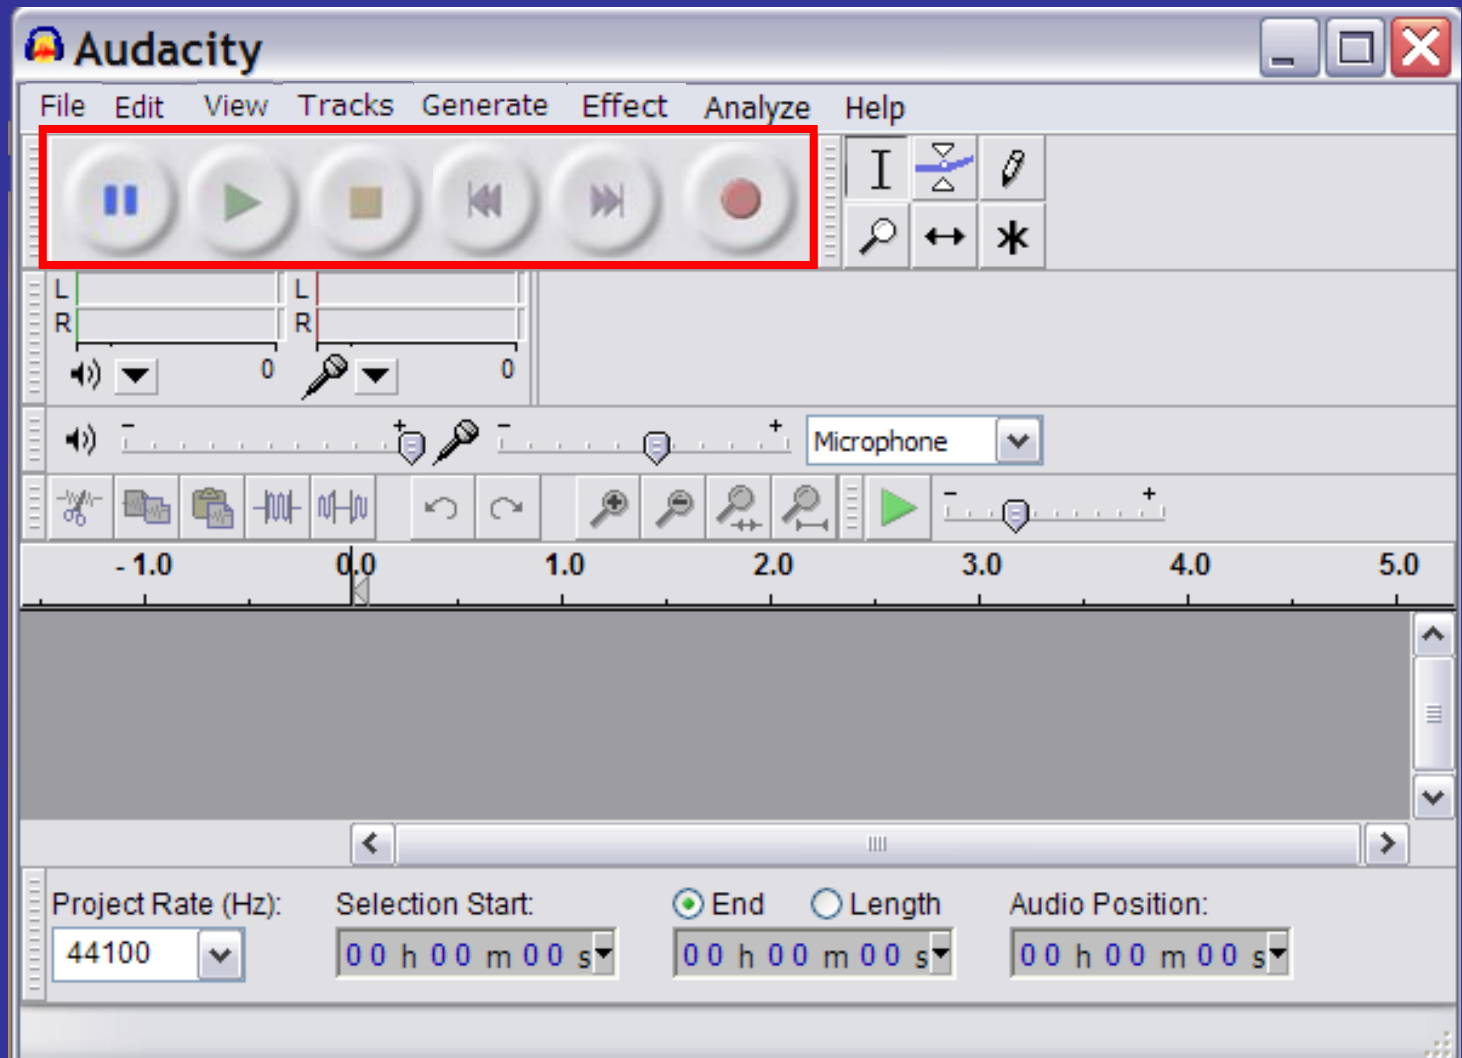 Audacity
File Edit View Tracks Generate Effect Analyze Help
L L
R R
0 0
- + - + Microphone
- +
- 1.0 0.0 1.0 2.0 3.0 4.0 5.0
Project Rate (Hz): Selection Start: End Length Audio Position:
44100 00 h 00 m 00 s 00 h 00 m 00 s 00 h 00 m 00 s